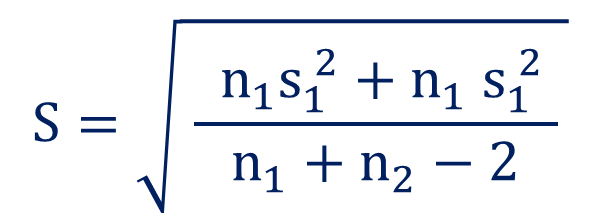 S = √((n₁s₁² + n₁ s₁²) / (n₁ + n₂ − 2))